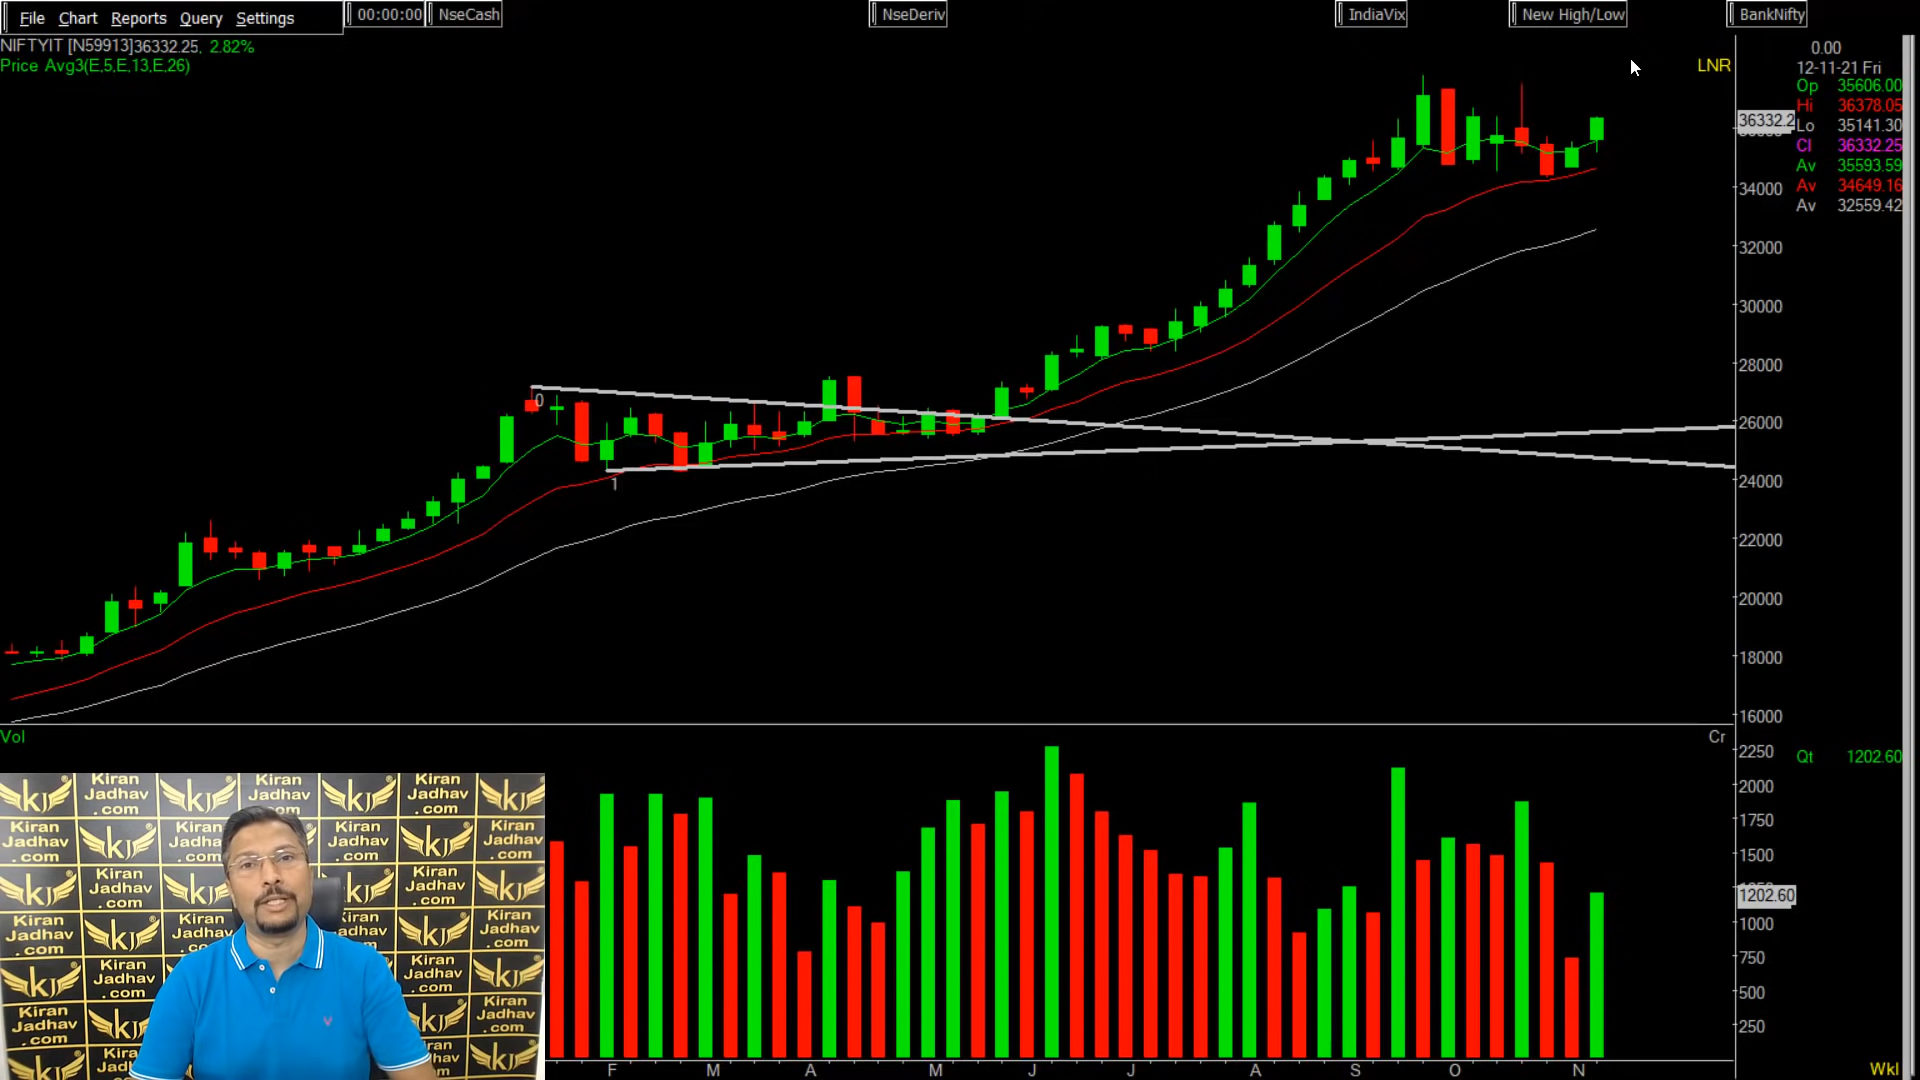 File Chart Reports Query Settings
00:00:00
NseCash
NseDeriv
IndiaVix
New High/Low
BankNifty
NIFTYIT [N59913]36332.25, 2.82%
Price Avg3(E,5,E,13,E,26)
LNR
0.00
12-11-21 Fri
Op 35606.00
Hi 36378.05
Lo 35141.30
Cl 36332.25
Av 35593.59
Av 34649.16
Av 32559.42
36332.2
34000
32000
30000
28000
26000
24000
22000
20000
18000
16000
0
1
Vol
Cr
Qt 1202.60
2250
2000
1750
1500
1202.60
1000
750
500
250
F M A M J J A S O N
Wkl
Kiran
Jadhav
.com
KJ